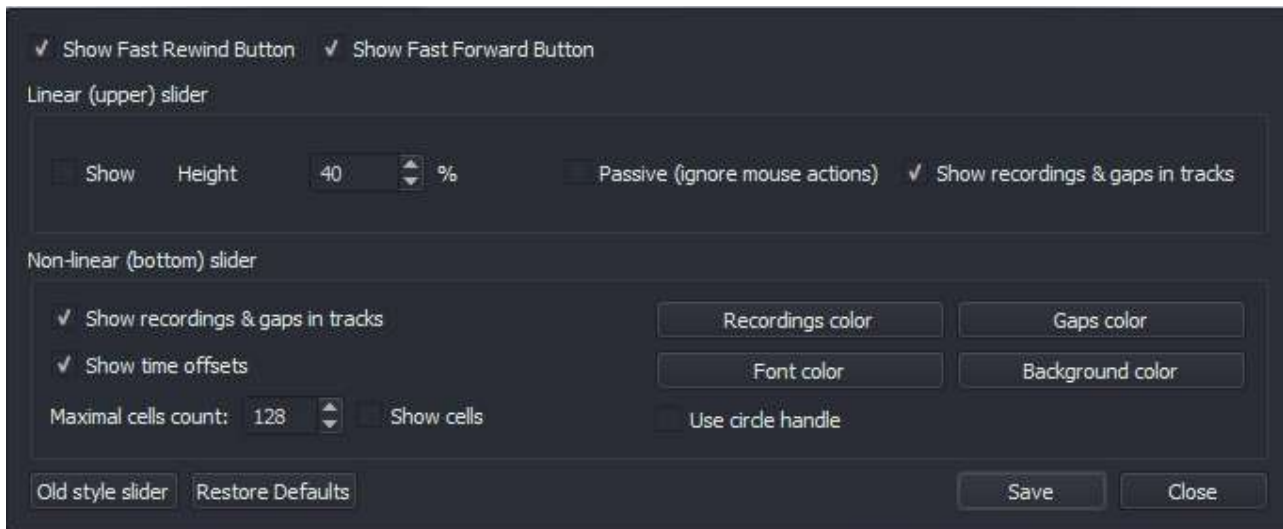 Show Fast Rewind Button Show Fast Forward Button
Linear (upper) slider
Show Height 40 % Passive (ignore mouse actions) Show recordings & gaps in tracks
Non-linear (bottom) slider
Show recordings & gaps in tracks Recordings color Gaps color
Show time offsets Font color Background color
Maximal cells count: 128 Show cells Use circle handle
Old style slider Restore Defaults Save Close